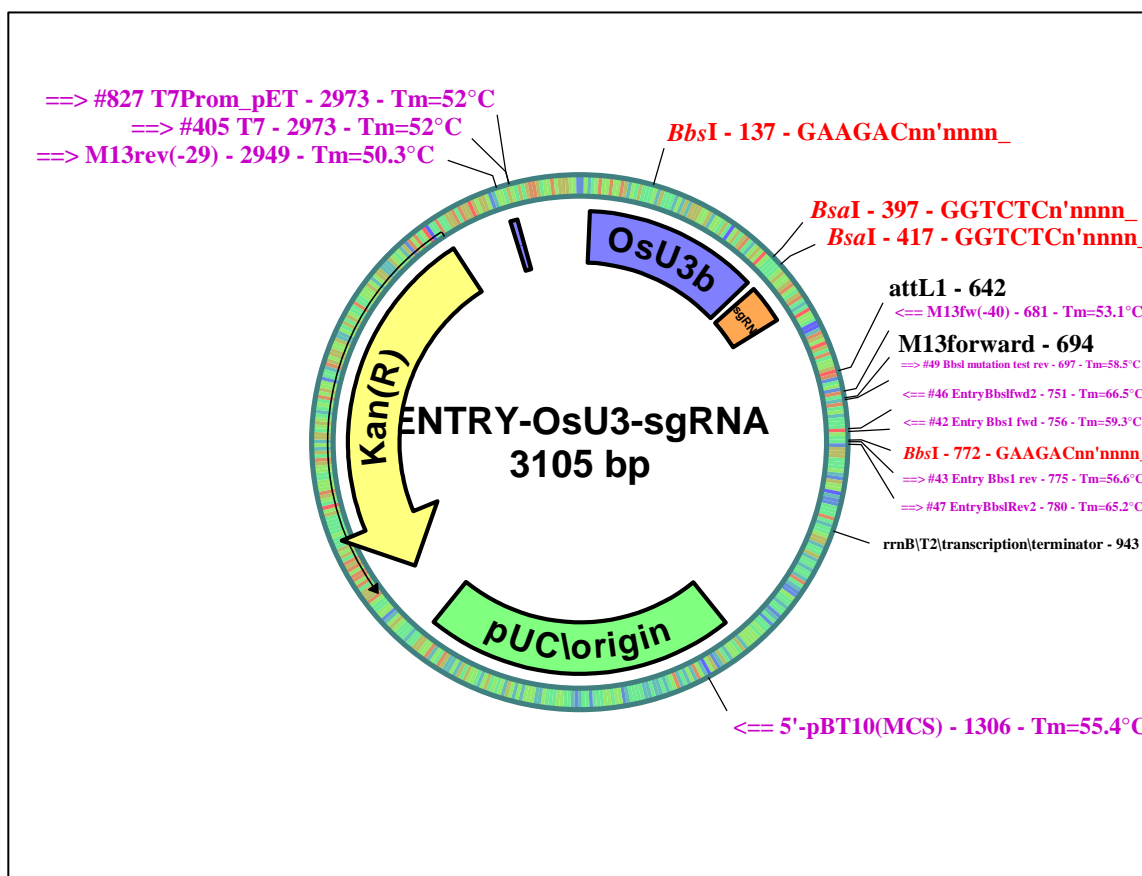 ==> #827 T7Prom_pET - 2973 - Tm=52°C
==> #405 T7 - 2973 - Tm=52°C
==> M13rev(-29) - 2949 - Tm=50.3°C
BbsI - 137 - GAAGACnn'nnnn_
BsaI - 397 - GGTCTCn'nnnn_
BsaI - 417 - GGTCTCn'nnnn_
attL1 - 642
<== M13fw(-40) - 681 - Tm=53.1°C
M13forward - 694
==> #49 BbsI mutation test rev - 697 - Tm=58.5°C
<== #46 EntryBbsIfwd2 - 751 - Tm=66.5°C
<== #42 Entry Bbs1 fwd - 756 - Tm=59.3°C
BbsI - 772 - GAAGACnn'nnnn_
==> #43 Entry Bbs1 rev - 775 - Tm=56.6°C
==> #47 EntryBbsIRev2 - 780 - Tm=65.2°C
rrnB\T2\transcription\terminator - 943
<== 5'-pBT10(MCS) - 1306 - Tm=55.4°C
OsU3b
sgRN
Kan(R)
ENTRY-OsU3-sgRNA
3105 bp
pUC\origin